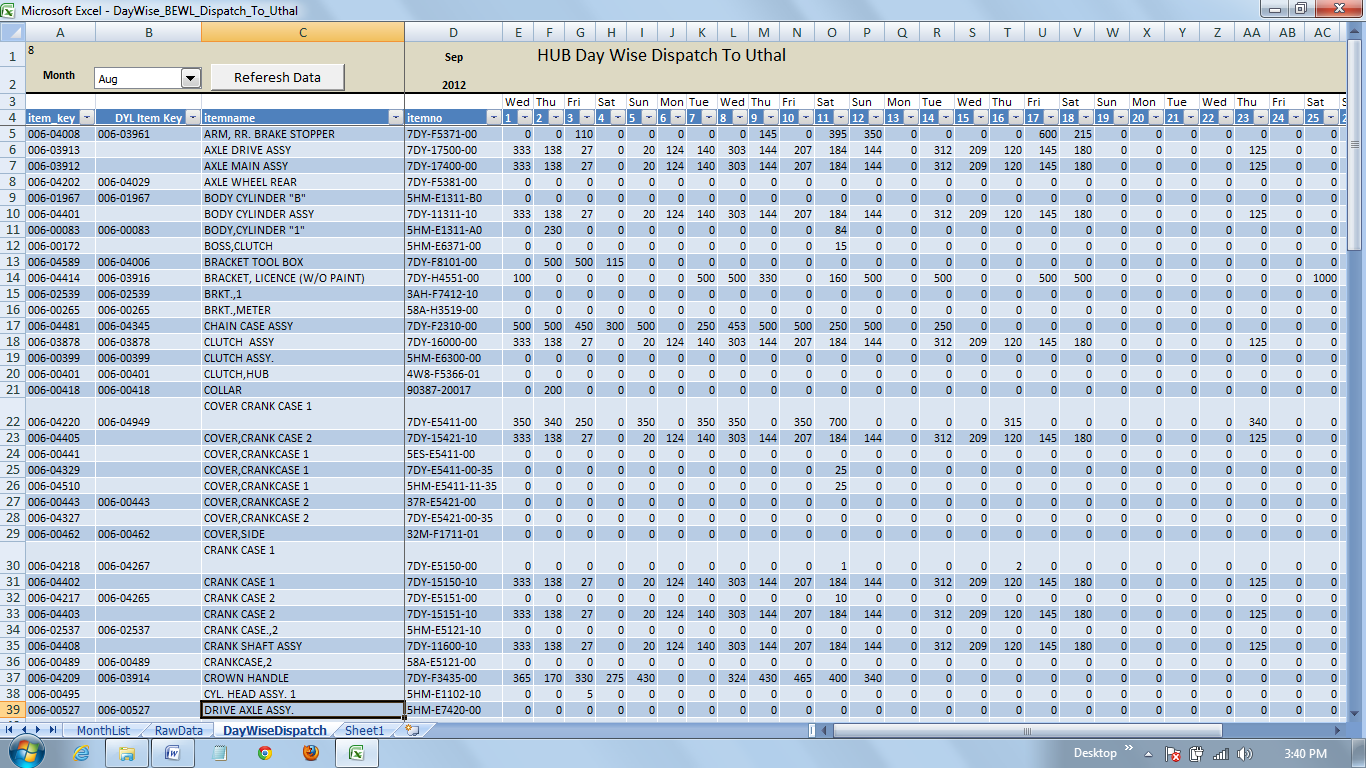 Microsoft Excel - DayWise_BEWL_Dispatch_To_Uthal
A B C D E F G H I J K L M N O P Q R S T U V W X Y Z AA AB AC
8
1 Sep HUB Day Wise Dispatch To Uthal
Month Aug Referesh Data
2 2012
3 Wed Thu Fri Sat Sun Mon Tue Wed Thu Fri Sat Sun Mon Tue Wed Thu Fri Sat Sun Mon Tue Wed Thu Fri Sat
4 item_key DYL Item Key itemname itemno 1 2 3 4 5 6 7 8 9 10 11 12 13 14 15 16 17 18 19 20 21 22 23 24 25
5 006-04008 006-03961 ARM, RR. BRAKE STOPPER 7DY-F5371-00 0 0 110 0 0 0 0 0 145 0 395 350 0 0 0 0 600 215 0 0 0 0 0 0 0
6 006-03913 AXLE DRIVE ASSY 7DY-17500-00 333 138 27 0 20 124 140 303 144 207 184 144 0 312 209 120 145 180 0 0 0 0 125 0 0
7 006-03912 AXLE MAIN ASSY 7DY-17400-00 333 138 27 0 20 124 140 303 144 207 184 144 0 312 209 120 145 180 0 0 0 0 125 0 0
8 006-04202 006-04029 AXLE WHEEL REAR 7DY-F5381-00 0 0 0 0 0 0 0 0 0 0 0 0 0 0 0 0 0 0 0 0 0 0 0 0 0
9 006-01967 006-01967 BODY CYLINDER "B" 5HM-E1311-B0 0 0 0 0 0 0 0 0 0 0 0 0 0 0 0 0 0 0 0 0 0 0 0 0 0
10 006-04401 BODY CYLINDER ASSY 7DY-11311-10 333 138 27 0 20 124 140 303 144 207 184 144 0 312 209 120 145 180 0 0 0 0 125 0 0
11 006-00083 006-00083 BODY,CYLINDER "1" 5HM-E1311-A0 0 230 0 0 0 0 0 0 0 0 84 0 0 0 0 0 0 0 0 0 0 0 0 0 0
12 006-00172 BOSS,CLUTCH 5HM-E6371-00 0 0 0 0 0 0 0 0 0 0 15 0 0 0 0 0 0 0 0 0 0 0 0 0 0
13 006-04589 006-04006 BRACKET TOOL BOX 7DY-F8101-00 0 500 500 115 0 0 0 0 0 0 0 0 0 0 0 0 0 0 0 0 0 0 0 0 0
14 006-04414 006-03916 BRACKET, LICENCE (W/O PAINT) 7DY-H4551-00 100 0 0 0 0 0 500 500 330 0 160 500 0 500 0 0 500 500 0 0 0 0 0 0 1000
15 006-02539 006-02539 BRKT.,1 3AH-F7412-10 0 0 0 0 0 0 0 0 0 0 0 0 0 0 0 0 0 0 0 0 0 0 0 0 0
16 006-00265 006-00265 BRKT.,METER 58A-H3519-00 0 0 0 0 0 0 0 0 0 0 0 0 0 0 0 0 0 0 0 0 0 0 0 0 0
17 006-04481 006-04345 CHAIN CASE ASSY 7DY-F2310-00 500 500 450 300 500 0 250 453 500 500 250 500 0 250 0 0 0 0 0 0 0 0 0 0 0
18 006-03878 006-03878 CLUTCH  ASSY 7DY-16000-00 333 138 27 0 20 124 140 303 144 207 184 144 0 312 209 120 145 180 0 0 0 0 125 0 0
19 006-00399 006-00399 CLUTCH ASSY. 5HM-E6300-00 0 0 0 0 0 0 0 0 0 0 0 0 0 0 0 0 0 0 0 0 0 0 0 0 0
20 006-00401 006-00401 CLUTCH,HUB 4W8-F5366-01 0 0 0 0 0 0 0 0 0 0 0 0 0 0 0 0 0 0 0 0 0 0 0 0 0
21 006-00418 006-00418 COLLAR 90387-20017 0 200 0 0 0 0 0 0 0 0 0 0 0 0 0 0 0 0 0 0 0 0 0 0 0
22 006-04220 006-04949 COVER CRANK CASE 1 7DY-E5411-00 350 340 250 0 350 0 350 350 0 350 700 0 0 0 0 315 0 0 0 0 0 0 340 0 0
23 006-04405 COVER,CRANK CASE 2 7DY-15421-10 333 138 27 0 20 124 140 303 144 207 184 144 0 312 209 120 145 180 0 0 0 0 125 0 0
24 006-00441 COVER,CRANKCASE 1 5ES-E5411-00 0 0 0 0 0 0 0 0 0 0 0 0 0 0 0 0 0 0 0 0 0 0 0 0 0
25 006-04329 COVER,CRANKCASE 1 7DY-E5411-00-35 0 0 0 0 0 0 0 0 0 0 25 0 0 0 0 0 0 0 0 0 0 0 0 0 0
26 006-04510 COVER,CRANKCASE 1 5HM-E5411-11-35 0 0 0 0 0 0 0 0 0 0 25 0 0 0 0 0 0 0 0 0 0 0 0 0 0
27 006-00443 006-00443 COVER,CRANKCASE 2 37R-E5421-00 0 0 0 0 0 0 0 0 0 0 0 0 0 0 0 0 0 0 0 0 0 0 0 0 0
28 006-04327 COVER,CRANKCASE 2 7DY-E5421-00-35 0 0 0 0 0 0 0 0 0 0 0 0 0 0 0 0 0 0 0 0 0 0 0 0 0
29 006-00462 006-00462 COVER,SIDE 32M-F1711-01 0 0 0 0 0 0 0 0 0 0 0 0 0 0 0 0 0 0 0 0 0 0 0 0 0
30 006-04218 006-04267 CRANK CASE 1 7DY-E5150-00 0 0 0 0 0 0 0 0 0 0 1 0 0 0 0 2 0 0 0 0 0 0 0 0 0
31 006-04402 CRANK CASE 1 7DY-15150-10 333 138 27 0 20 124 140 303 144 207 184 144 0 312 209 120 145 180 0 0 0 0 125 0 0
32 006-04217 006-04265 CRANK CASE 2 7DY-E5151-00 0 0 0 0 0 0 0 0 0 0 10 0 0 0 0 0 0 0 0 0 0 0 0 0 0
33 006-04403 CRANK CASE 2 7DY-15151-10 333 138 27 0 20 124 140 303 144 207 184 144 0 312 209 120 145 180 0 0 0 0 125 0 0
34 006-02537 006-02537 CRANK CASE.,2 5HM-E5121-10 0 0 0 0 0 0 0 0 0 0 0 0 0 0 0 0 0 0 0 0 0 0 0 0 0
35 006-04408 CRANK SHAFT ASSY 7DY-11600-10 333 138 27 0 20 124 140 303 144 207 184 144 0 312 209 120 145 180 0 0 0 0 125 0 0
36 006-00489 006-00489 CRANKCASE,2 58A-E5121-00 0 0 0 0 0 0 0 0 0 0 0 0 0 0 0 0 0 0 0 0 0 0 0 0 0
37 006-04209 006-03914 CROWN HANDLE 7DY-F3435-00 365 170 330 275 430 0 0 324 430 465 400 340 0 0 0 0 0 0 0 0 0 0 0 0 0
38 006-00495 CYL. HEAD ASSY. 1 5HM-E1102-10 0 0 5 0 0 0 0 0 0 0 0 0 0 0 0 0 0 0 0 0 0 0 0 0 0
39 006-00527 006-00527 DRIVE AXLE ASSY. 5HM-E7420-00 0 0 0 0 0 0 0 0 0 0 0 0 0 0 0 0 0 0 0 0 0 0 0 0 0
MonthList RawData DayWiseDispatch Sheet1
Desktop 3:40 PM